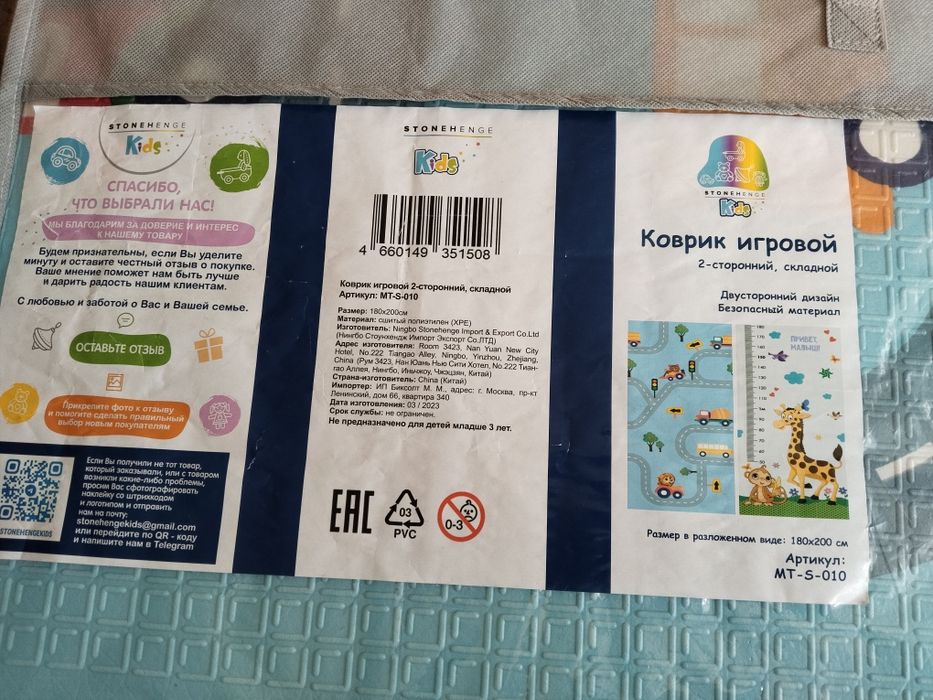 STONEHENGE
Kids
СПАСИБО,
ЧТО ВЫБРАЛИ НАС!
МЫ БЛАГОДАРИМ ЗА ДОВЕРИЕ И ИНТЕРЕС
К НАШЕМУ ТОВАРУ
Будем признательны, если Вы уделите
минуту и оставите честный отзыв о покупке.
Ваше мнение поможет нам быть лучше
и дарить радость нашим клиентам.
С любовью и заботой о Вас и Вашей семье.
ОСТАВЬТЕ ОТЗЫВ
Прикрепите фото к отзыву
и помогите сделать правильный
выбор новым покупателям
STONEHENGEKIDS
Если Вы получили не тот товар,
который заказывали, или с товаром
возникли какие-либо проблемы,
просим Вас сфотографировать
наклейку со штрихкодом
и логотипом и отправить
нам на почту:
stonehengekids@gmail.com
или перейдите по QR - коду
и напишите нам в Telegram
STONEHENGE
Kids
4 660149 351508
Коврик игровой 2-сторонний, складной
Артикул: MT-S-010
Размер: 180х200см
Материал: сшитый полиэтилен (XPE)
Изготовитель: Ningbo Stonehenge Import & Export Co.Ltd
(Нингбо Стоунхендж Импорт Экспорт Со,ЛТД)
Адрес изготовителя: Room 3423, Nan Yuan New City
Hotel, No.222 Tiangao Alley, Ningbo, Yinzhou, Zhejiang,
China (Рум 3423, Нан Юань Нью Сити Хотел, No.222 Тиан-
гао Аллея, Нингбо, Иньчжоу, Чжэцзян, Китай)
Страна-изготовитель: China (Китай)
Импортер: ИП Биксолт М. М., адрес: г. Москва, пр-кт
Ленинский, дом 66, квартира 340
Дата изготовления: 03 / 2023
Срок службы: не ограничен.
Не предназначено для детей младше 3 лет.
EAC
03
PVC
0-3
STONEHENGE
Kids
Коврик игровой
2-сторонний, складной
Двусторонний дизайн
Безопасный материал
ПРИВЕТ,
МАЛЫШ!
Размер в разложенном виде: 180х200 см
Артикул:
MT-S-010